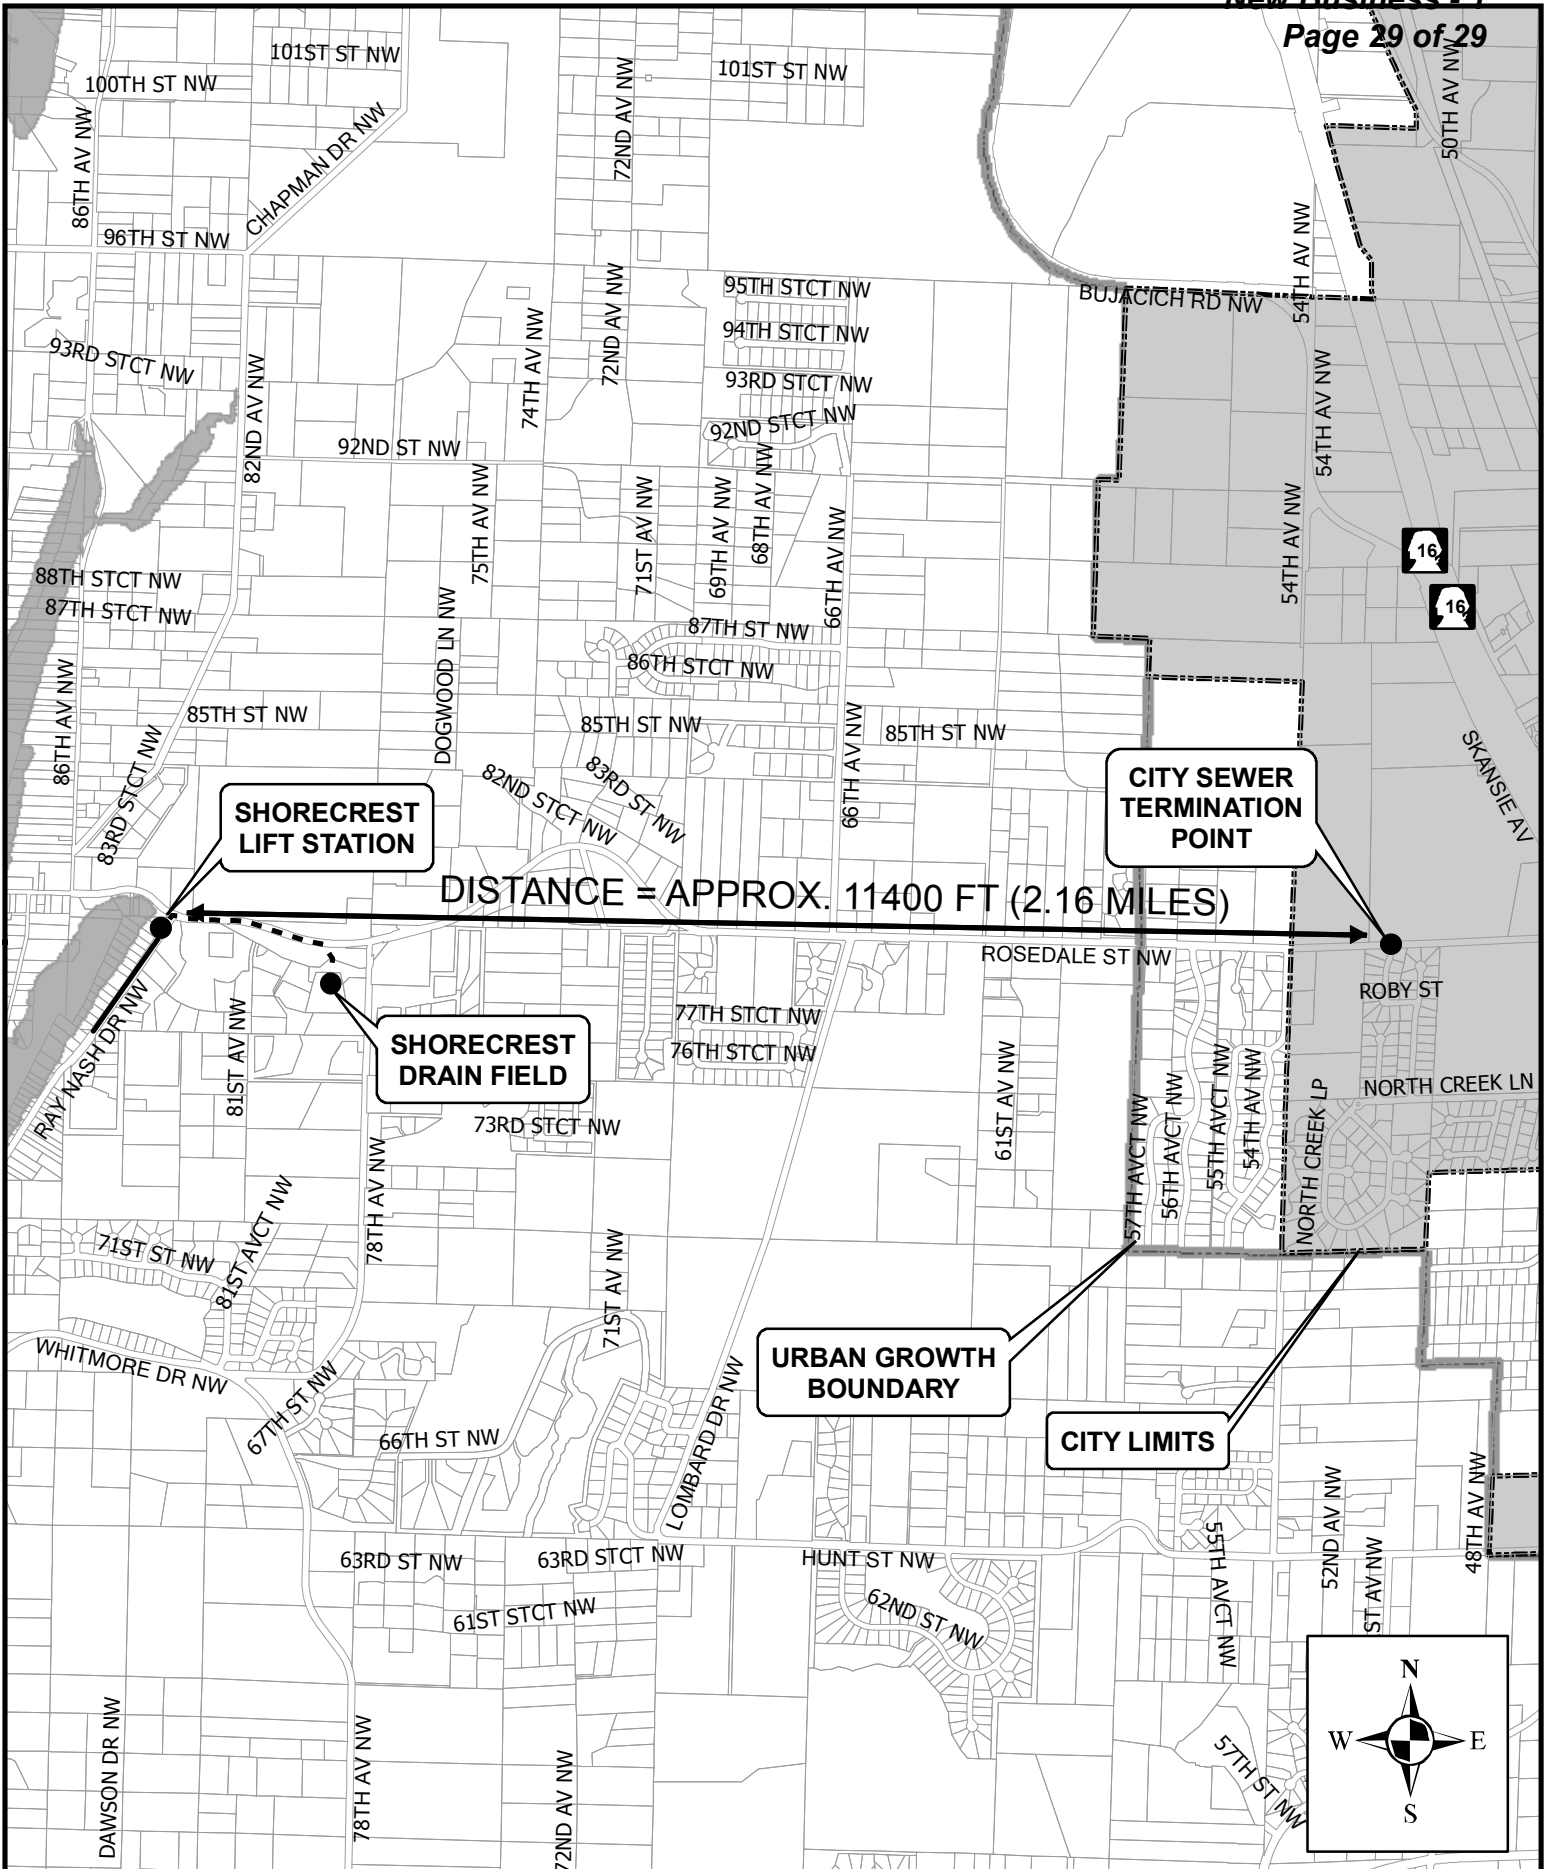 New Business - 1
Page 29 of 29
101ST ST NW
101ST ST NW
100TH ST NW
86TH AV NW
CHAPMAN DR NW
72ND AV NW
50TH AV NW
96TH ST NW
54TH AV NW
95TH STCT NW
BUJACICH RD NW
72ND AV NW
74TH AV NW
94TH STCT NW
93RD STCT NW
93RD STCT NW
82ND AV NW
54TH AV NW
92ND STCT NW
92ND ST NW
75TH AV NW
71ST AV NW
69TH AV NW
68TH AV NW
66TH AV NW
54TH AV NW
16
16
88TH STCT NW
87TH STCT NW
DOGWOOD LN NW
87TH ST NW
86TH STCT NW
86TH AV NW
85TH ST NW
85TH ST NW
85TH ST NW
66TH AV NW
83RD STCT NW
82ND STCT NW
83RD ST NW
SKANSIE AV
SHORECREST
LIFT STATION
CITY SEWER
TERMINATION
POINT
DISTANCE = APPROX. 11400 FT (2.16 MILES)
ROSEDALE ST NW
ROBY ST
RAY NASH DR NW
81ST AV NW
77TH STCT NW
76TH STCT NW
SHORECREST
DRAIN FIELD
61ST AV NW
57TH AVCT NW
56TH AVCT NW
55TH AVCT NW
54TH AV NW
NORTH CREEK LP
NORTH CREEK LN
73RD STCT NW
78TH AV NW
71ST ST NW
81ST AVCT NW
71ST AV NW
WHITMORE DR NW
67TH ST NW
URBAN GROWTH
BOUNDARY
66TH ST NW
LOMBARD DR NW
CITY LIMITS
63RD ST NW
63RD STCT NW
HUNT ST NW
55TH AVCT NW
52ND AV NW
ST AV NW
48TH AV NW
61ST STCT NW
62ND ST NW
DAWSON DR NW
78TH AV NW
72ND AV NW
57TH ST NW
N
W E
S